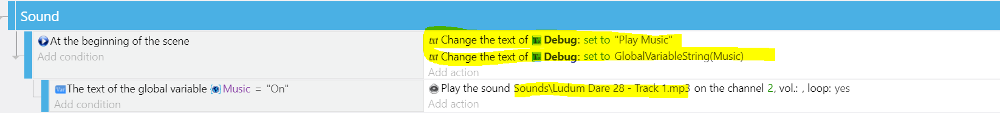 Sound
At the beginning of the scene
Add condition
txt Change the text of Debug: set to "Play Music"
txt Change the text of Debug: set to GlobalVariableString(Music)
Add action
Var The text of the global variable Music = "On"
Add condition
Play the sound Sounds\Ludum Dare 28 - Track 1.mp3 on the channel 2, vol.: , loop: yes
Add action